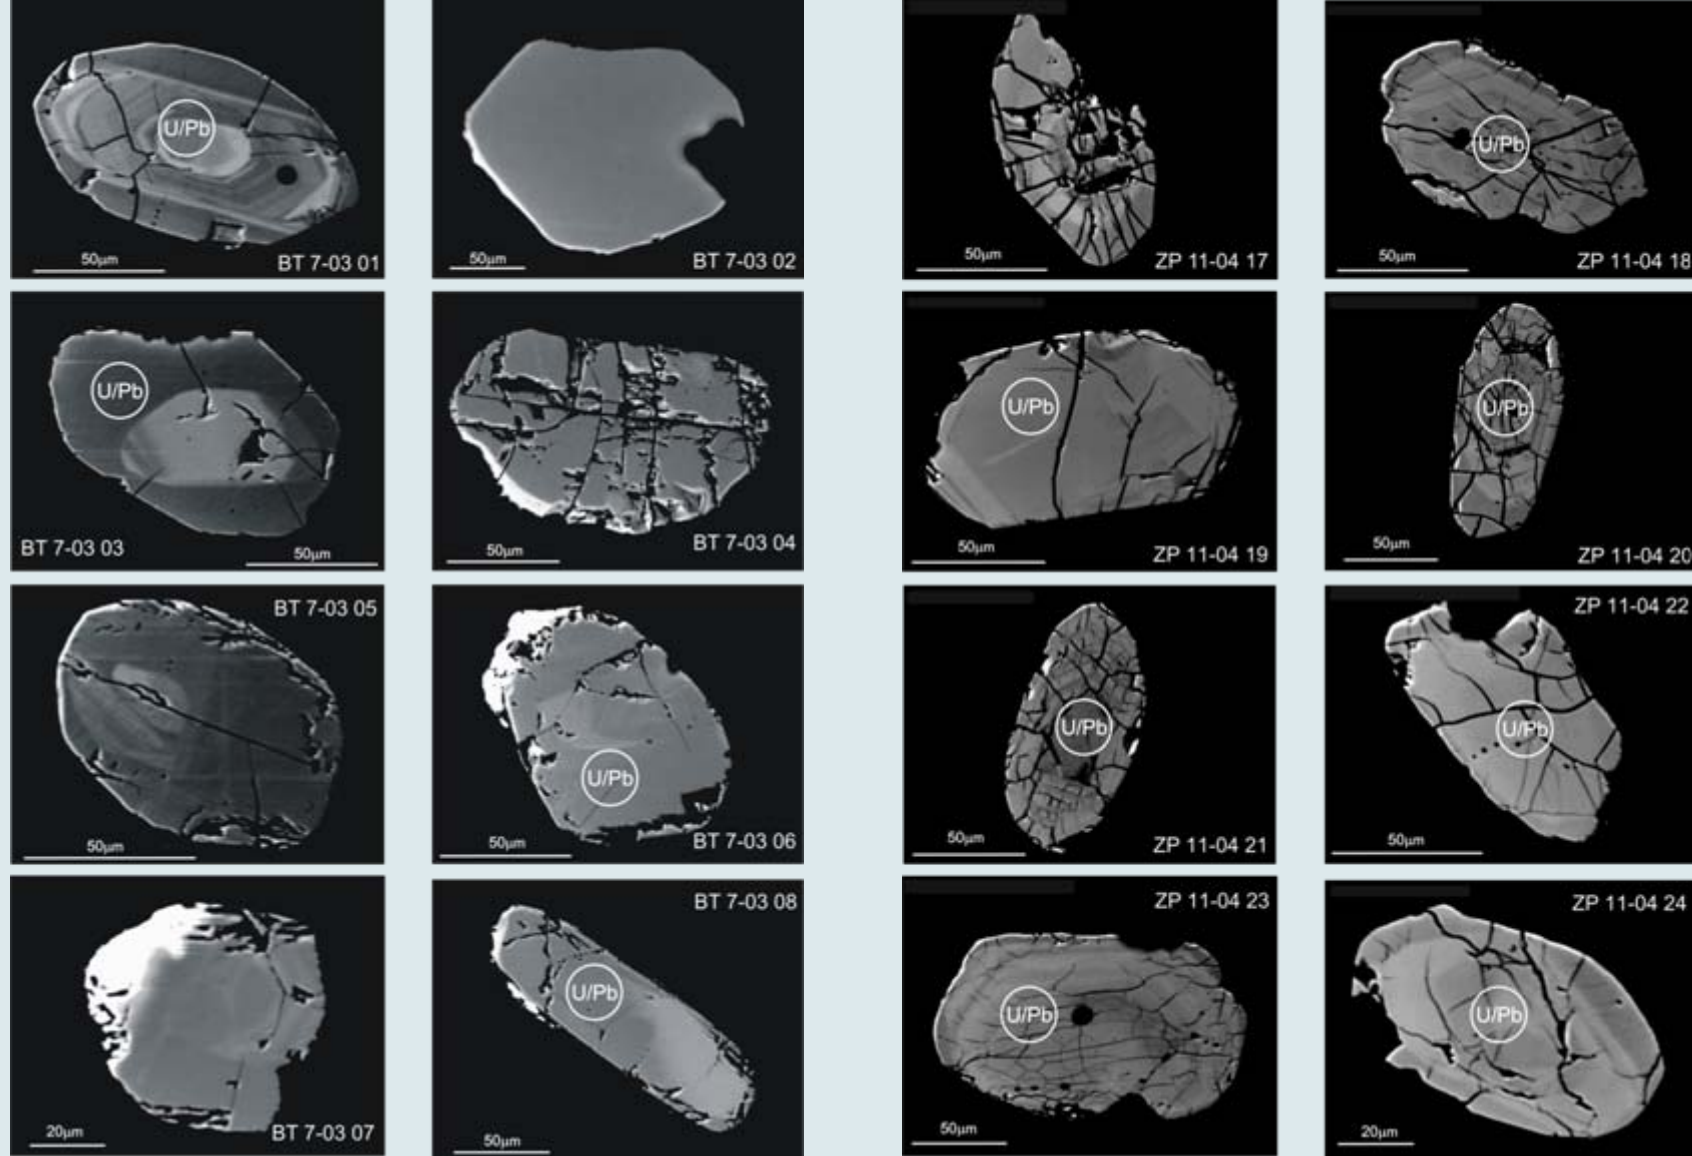 U/Pb
50µm
BT 7-03 01
50µm
BT 7-03 02
50µm
ZP 11-04 17
U/Pb
50µm
ZP 11-04 18
U/Pb
BT 7-03 03
50µm
50µm
BT 7-03 04
U/Pb
50µm
ZP 11-04 19
U/Pb
50µm
ZP 11-04 20
BT 7-03 05
50µm
U/Pb
50µm
BT 7-03 06
U/Pb
50µm
ZP 11-04 21
ZP 11-04 22
U/Pb
50µm
20µm
BT 7-03 07
BT 7-03 08
U/Pb
50µm
ZP 11-04 23
U/Pb
50µm
ZP 11-04 24
U/Pb
20µm